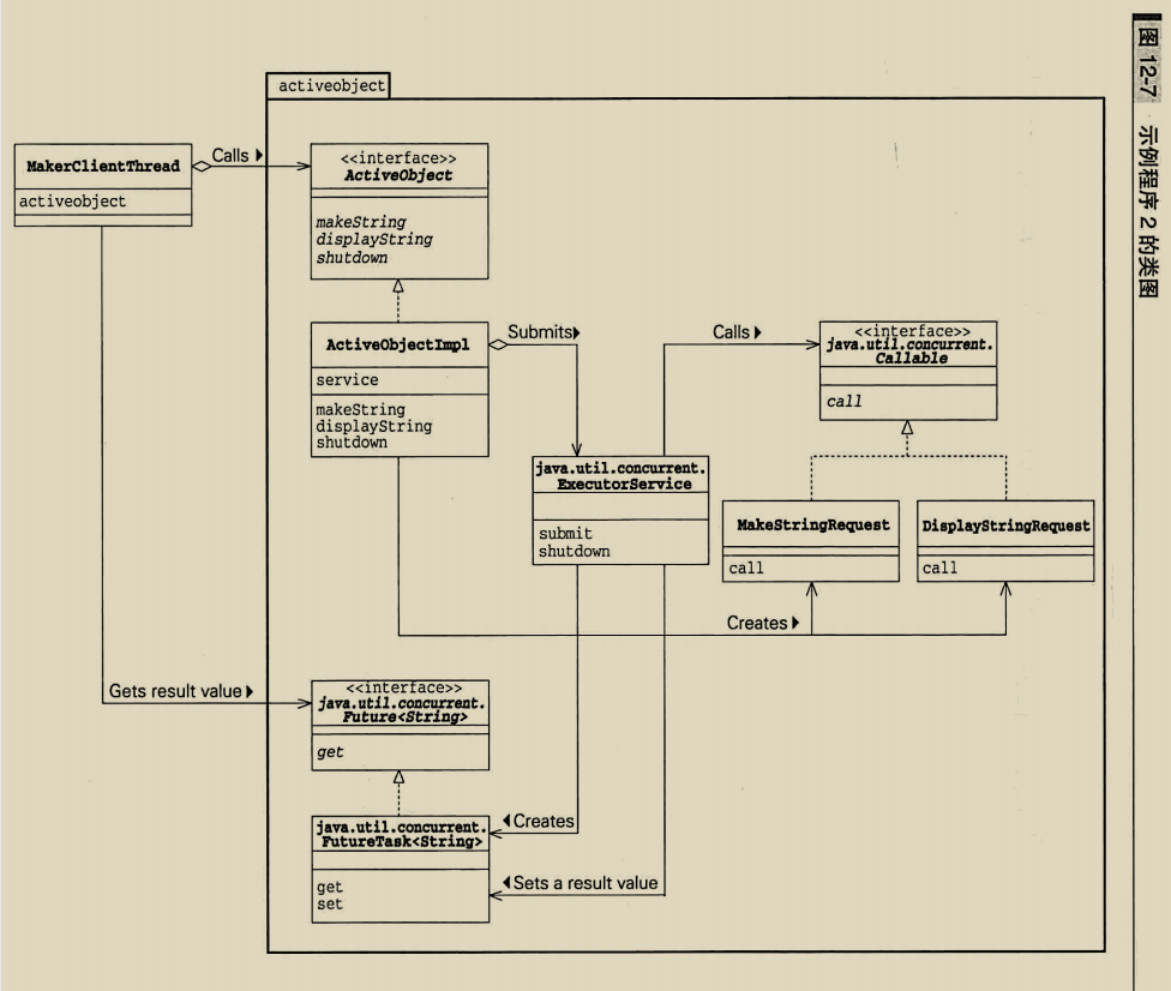 图 12-7 示例程序 2 的类图
activeobject
MakerClientThread
activeobject
Calls
<<interface>>
ActiveObject
makeString
displayString
shutdown
ActiveObjectImpl
service
makeString
displayString
shutdown
Submits
Calls
<<interface>>
java.util.concurrent.
Callable
call
java.util.concurrent.
ExecutorService
submit
shutdown
MakeStringRequest
call
DisplayStringRequest
call
Creates
Gets result value
<<interface>>
java.util.concurrent.
Future<String>
get
java.util.concurrent.
FutureTask<String>
get
set
Creates
Sets a result value